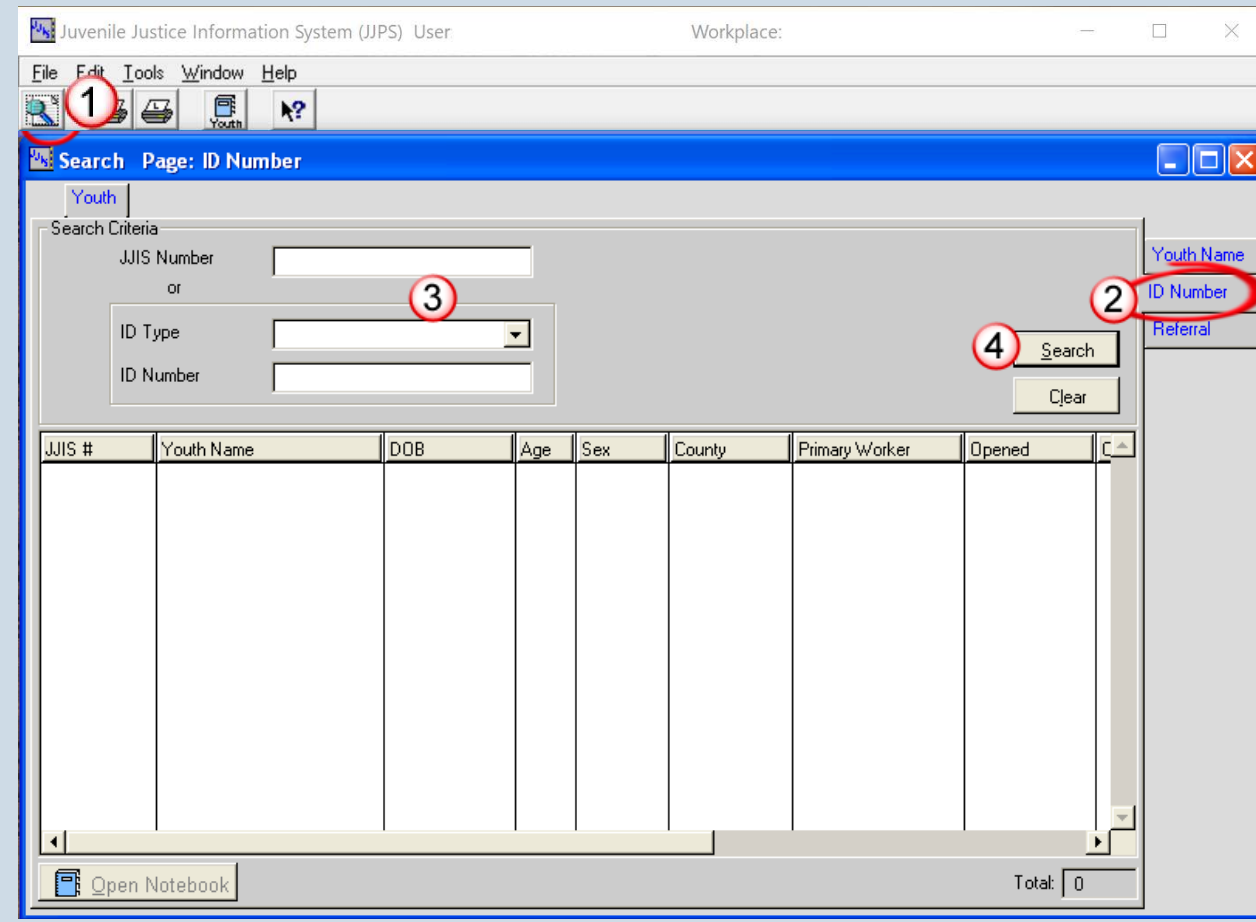 Juvenile Justice Information System (JJPS) User Workplace:
File Edit Tools Window Help
1 Youth ?
Search Page: ID Number
Youth
Search Criteria
JJIS Number
Youth Name
or
3
2 ID Number
ID Type
Referral
4 Search
ID Number
Clear
JJIS # Youth Name DOB Age Sex County Primary Worker Opened
Open Notebook Total: 0